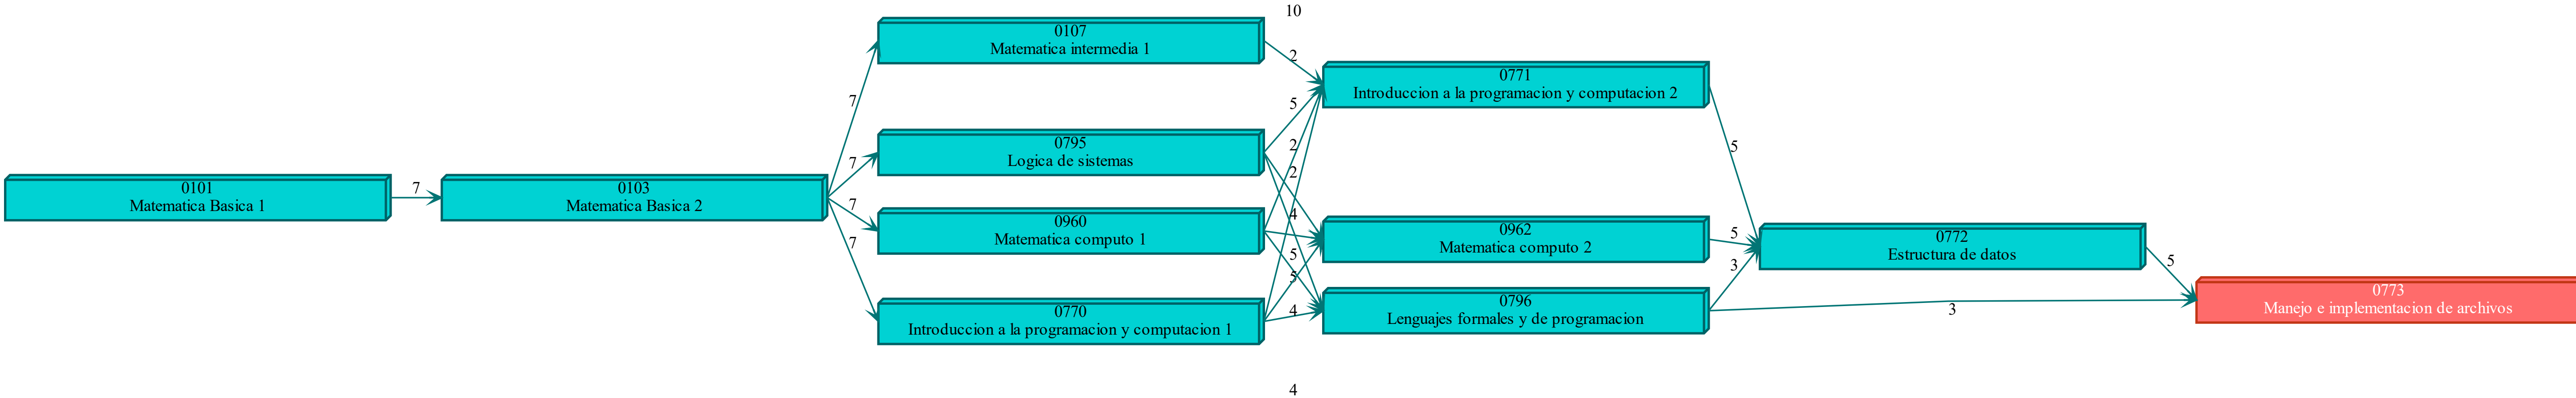 0101
Matematica Basica 1
7
0103
Matematica Basica 2
7
7
7
7
0107
Matematica intermedia 1
0795
Logica de sistemas
0960
Matematica computo 1
0770
Introduccion a la programacion y computacion 1
10
2
5
2
2
4
5
5
4
4
0771
Introduccion a la programacion y computacion 2
0962
Matematica computo 2
0796
Lenguajes formales y de programacion
5
5
3
0772
Estructura de datos
3
5
0773
Manejo e implementacion de archivos